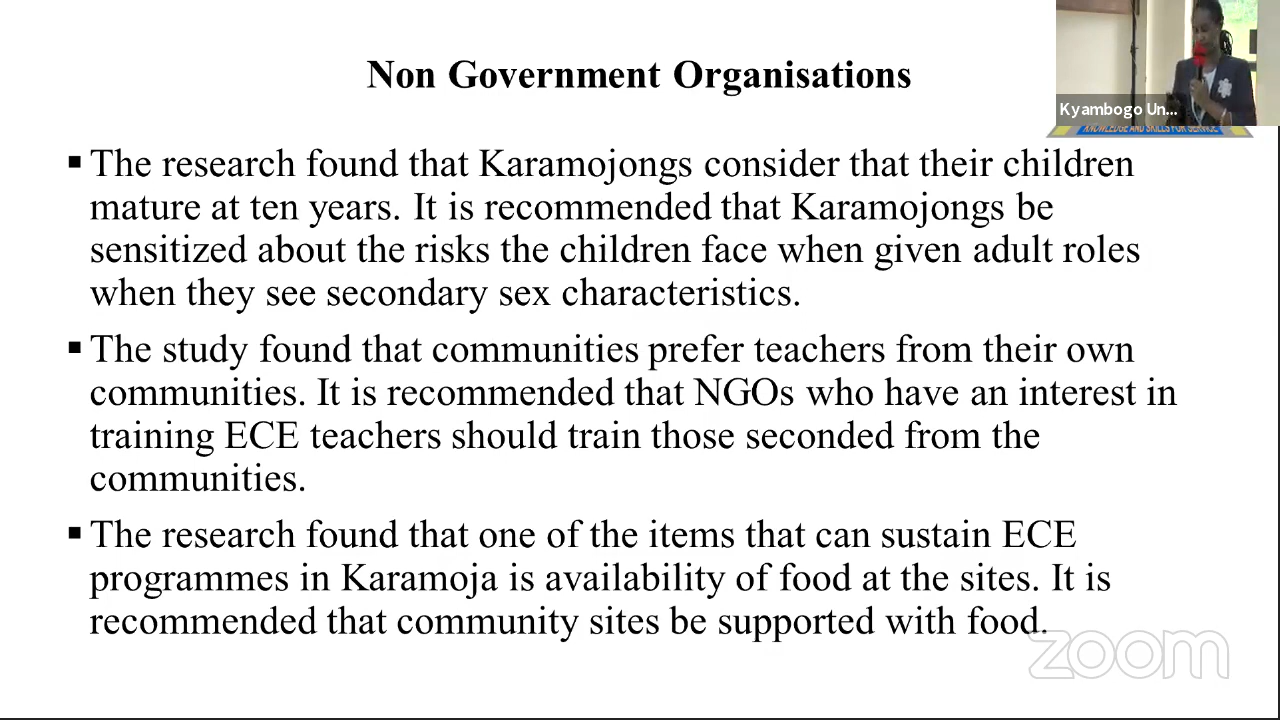 Non Government Organisations
Kyambogo Un...
KNOWLEDGE AND SKILLS FOR SERVICE
▪ The research found that Karamojongs consider that their children
mature at ten years. It is recommended that Karamojongs be
sensitized about the risks the children face when given adult roles
when they see secondary sex characteristics.
▪ The study found that communities prefer teachers from their own
communities. It is recommended that NGOs who have an interest in
training ECE teachers should train those seconded from the
communities.
▪ The research found that one of the items that can sustain ECE
programmes in Karamoja is availability of food at the sites. It is
recommended that community sites be supported with food.
zoom